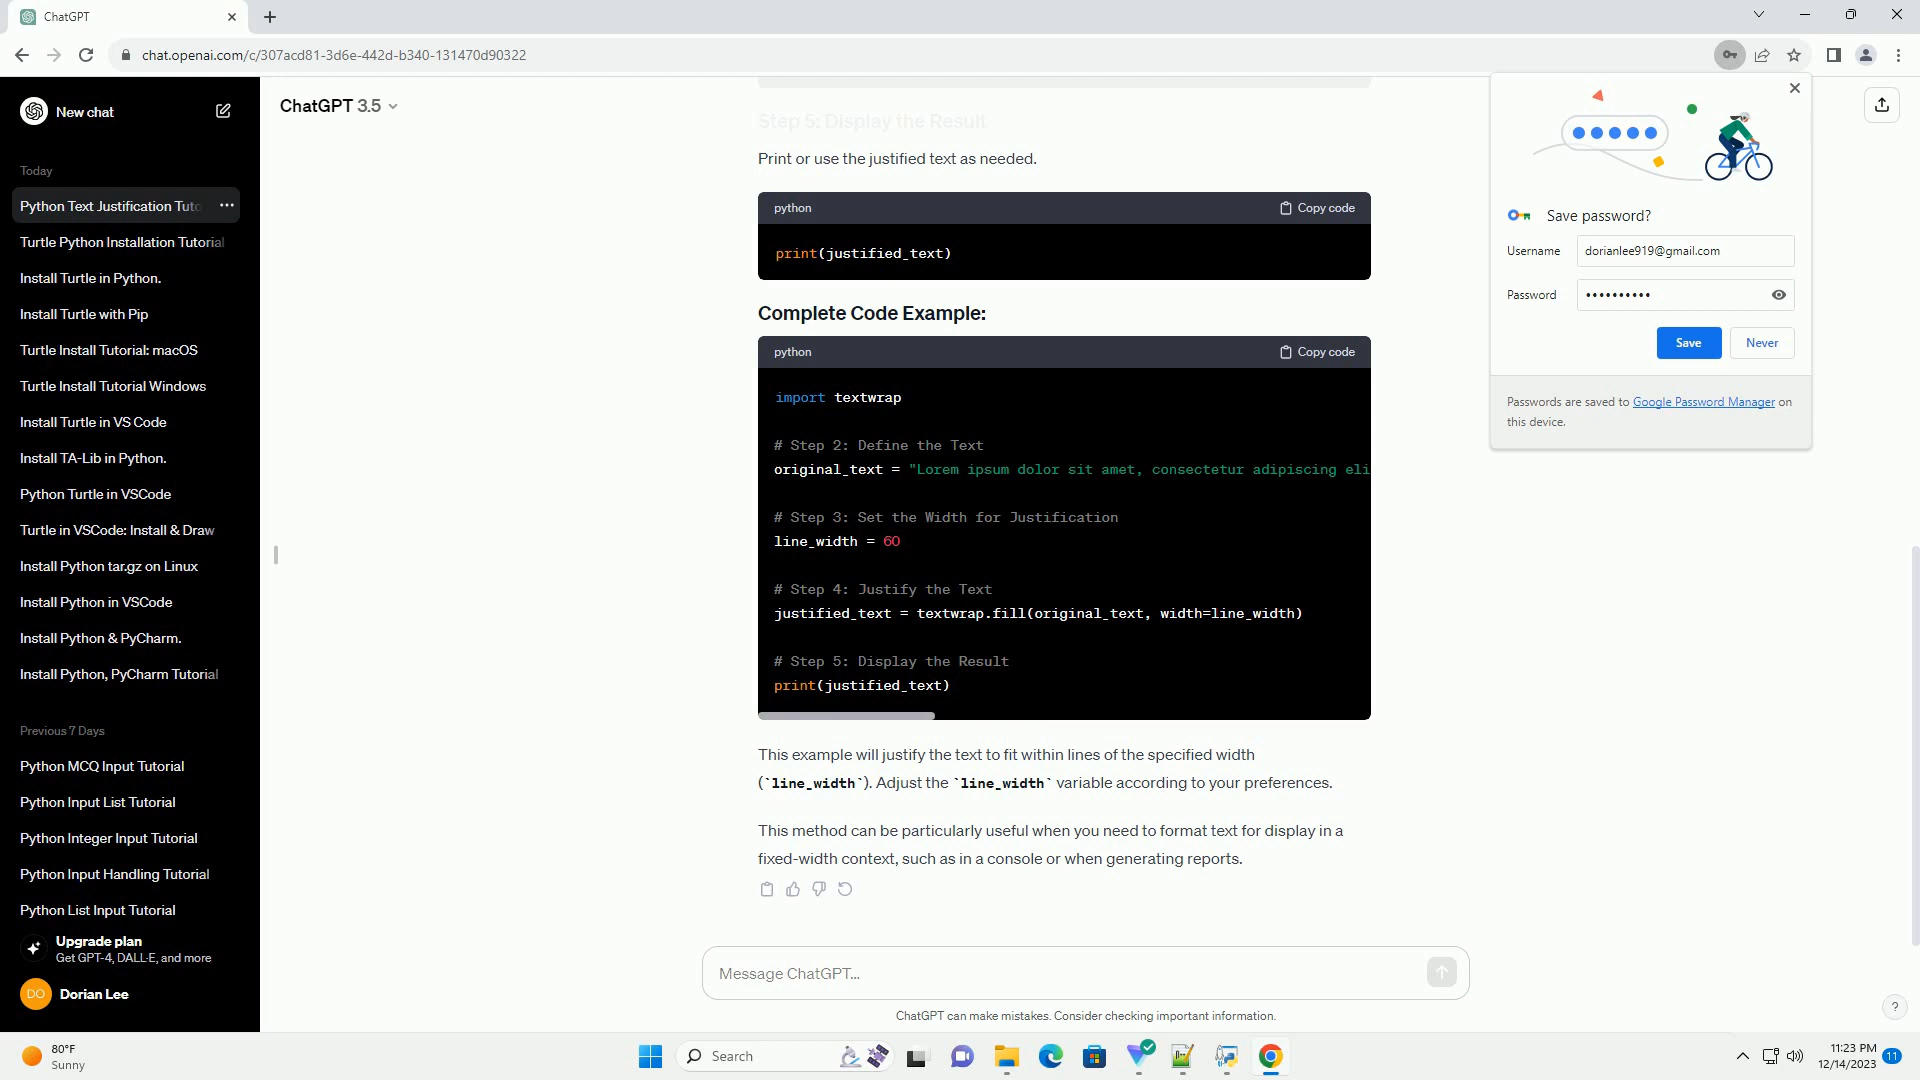 ChatGPT
chat.openai.com/c/307acd81-3d6e-442d-b340-131470d90322
New chat
Today
Python Text Justification Tuto
Turtle Python Installation Tutorial
Install Turtle in Python.
Install Turtle with Pip
Turtle Install Tutorial: macOS
Turtle Install Tutorial Windows
Install Turtle in VS Code
Install TA-Lib in Python.
Python Turtle in VSCode
Turtle in VSCode: Install & Draw
Install Python tar.gz on Linux
Install Python in VSCode
Install Python & PyCharm.
Install Python, PyCharm Tutorial
Previous 7 Days
Python MCQ Input Tutorial
Python Input List Tutorial
Python Integer Input Tutorial
Python Input Handling Tutorial
Python List Input Tutorial
Upgrade plan
Get GPT-4, DALL·E, and more
DO Dorian Lee
ChatGPT 3.5
Step 5: Display the Result
Print or use the justified text as needed.
python Copy code
print(justified_text)
Complete Code Example:
python Copy code
import textwrap
# Step 2: Define the Text
original_text = "Lorem ipsum dolor sit amet, consectetur adipiscing eli
# Step 3: Set the Width for Justification
line_width = 60
# Step 4: Justify the Text
justified_text = textwrap.fill(original_text, width=line_width)
# Step 5: Display the Result
print(justified_text)
This example will justify the text to fit within lines of the specified width
(`line_width`). Adjust the `line_width` variable according to your preferences.
This method can be particularly useful when you need to format text for display in a
fixed-width context, such as in a console or when generating reports.
Message ChatGPT...
ChatGPT can make mistakes. Consider checking important information.
?
Save password?
Username dorianlee919@gmail.com
Password ••••••••••
Save Never
Passwords are saved to Google Password Manager on
this device.
80°F
Sunny
Search
11:23 PM
12/14/2023
11